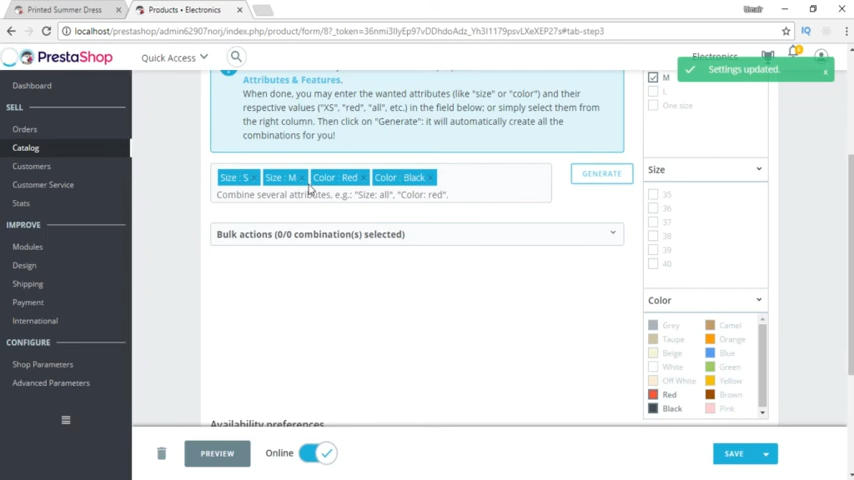 Printed Summer Dress
Products • Electronics
Umair
localhost/prestashop/admin62907norj/index.php/product/form/8?_token=36nmi3IlyEp97vDDhdoAdz_Yh3I1179psvLXeXEP27s#tab-step3
PrestaShop
Quick Access
Electronics
Settings updated.
x
Dashboard
SELL
Orders
Catalog
Customers
Customer Service
Stats
IMPROVE
Modules
Design
Shipping
Payment
International
CONFIGURE
Shop Parameters
Advanced Parameters
Attributes & Features.
When done, you may enter the wanted attributes (like "size" or "color") and their
respective values ("XS", "red", "all", etc.) in the field below; or simply select them from
the right column. Then click on "Generate": it will automatically create all the
combinations for you!
Size : S × Size : M × Color : Red × Color : Black ×
Combine several attributes, e.g.: "Size: all", "Color: red".
GENERATE
Bulk actions (0/0 combination(s) selected)
M
L
One size
Size
35
36
37
38
39
40
Color
Grey
Camel
Taupe
Orange
Beige
Blue
White
Green
Off White
Yellow
Red
Brown
Black
Pink
Availability preferences
PREVIEW
Online
SAVE